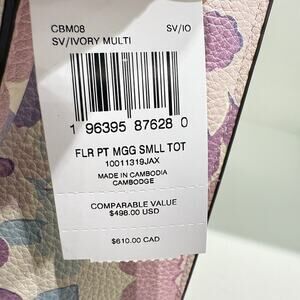 CBM08 SV/IO
SV/IVORY MULTI
1 96395 87628 0
FLR PT MGG SMLL TOT
10011319JAX
MADE IN CAMBODIA
CAMBODGE
COMPARABLE VALUE
$498.00 USD
$610.00 CAD